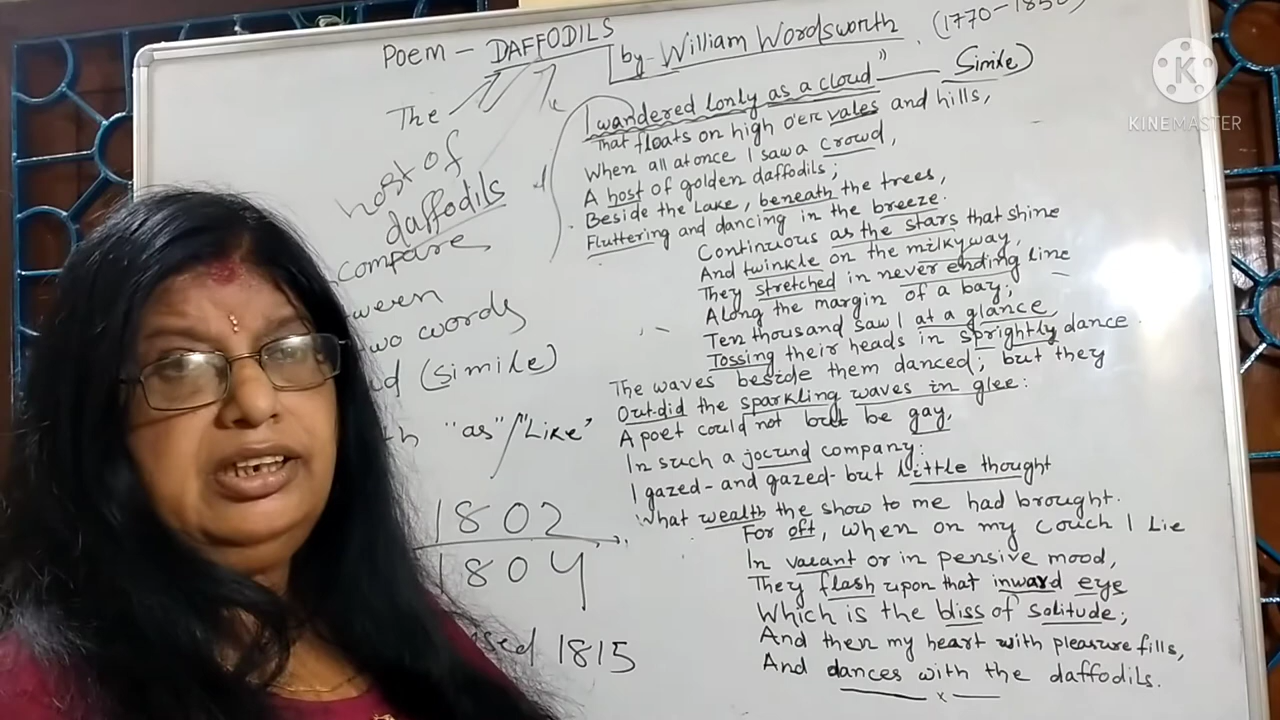 Poem - DAFFODILS
by William Wordsworth (1770-1850)
I wandered lonly as a cloud" Simile)
That floats on high o'er vales and hills,
When all at once I saw a crowd,
A host of golden daffodils;
Beside the Lake, beneath the trees,
Fluttering and dancing in the breeze.
Continuous as the stars that shine
And twinkle on the milkyway,
They stretched in never ending line
Along the margin of a bay;
Ten thousand saw I at a glance,
Tossing their heads in sprightly dance.
The waves beside them danced; but they
Out-did the sparkling waves in glee:
A poet could not but be gay,
In such a jocund company:
I gazed- and gazed- but little thought
What wealth the show to me had brought.
For oft, when on my couch I lie
In vacant or in pensive mood,
They flash upon that inward eye
Which is the bliss of solitude;
And then my heart with pleasure fills,
And dances with the daffodils.
x
The
host of
daffodils
compare
ween
wo words
(simile)
"as"/"Like"
1802
1804
1815
K
KINEMASTER